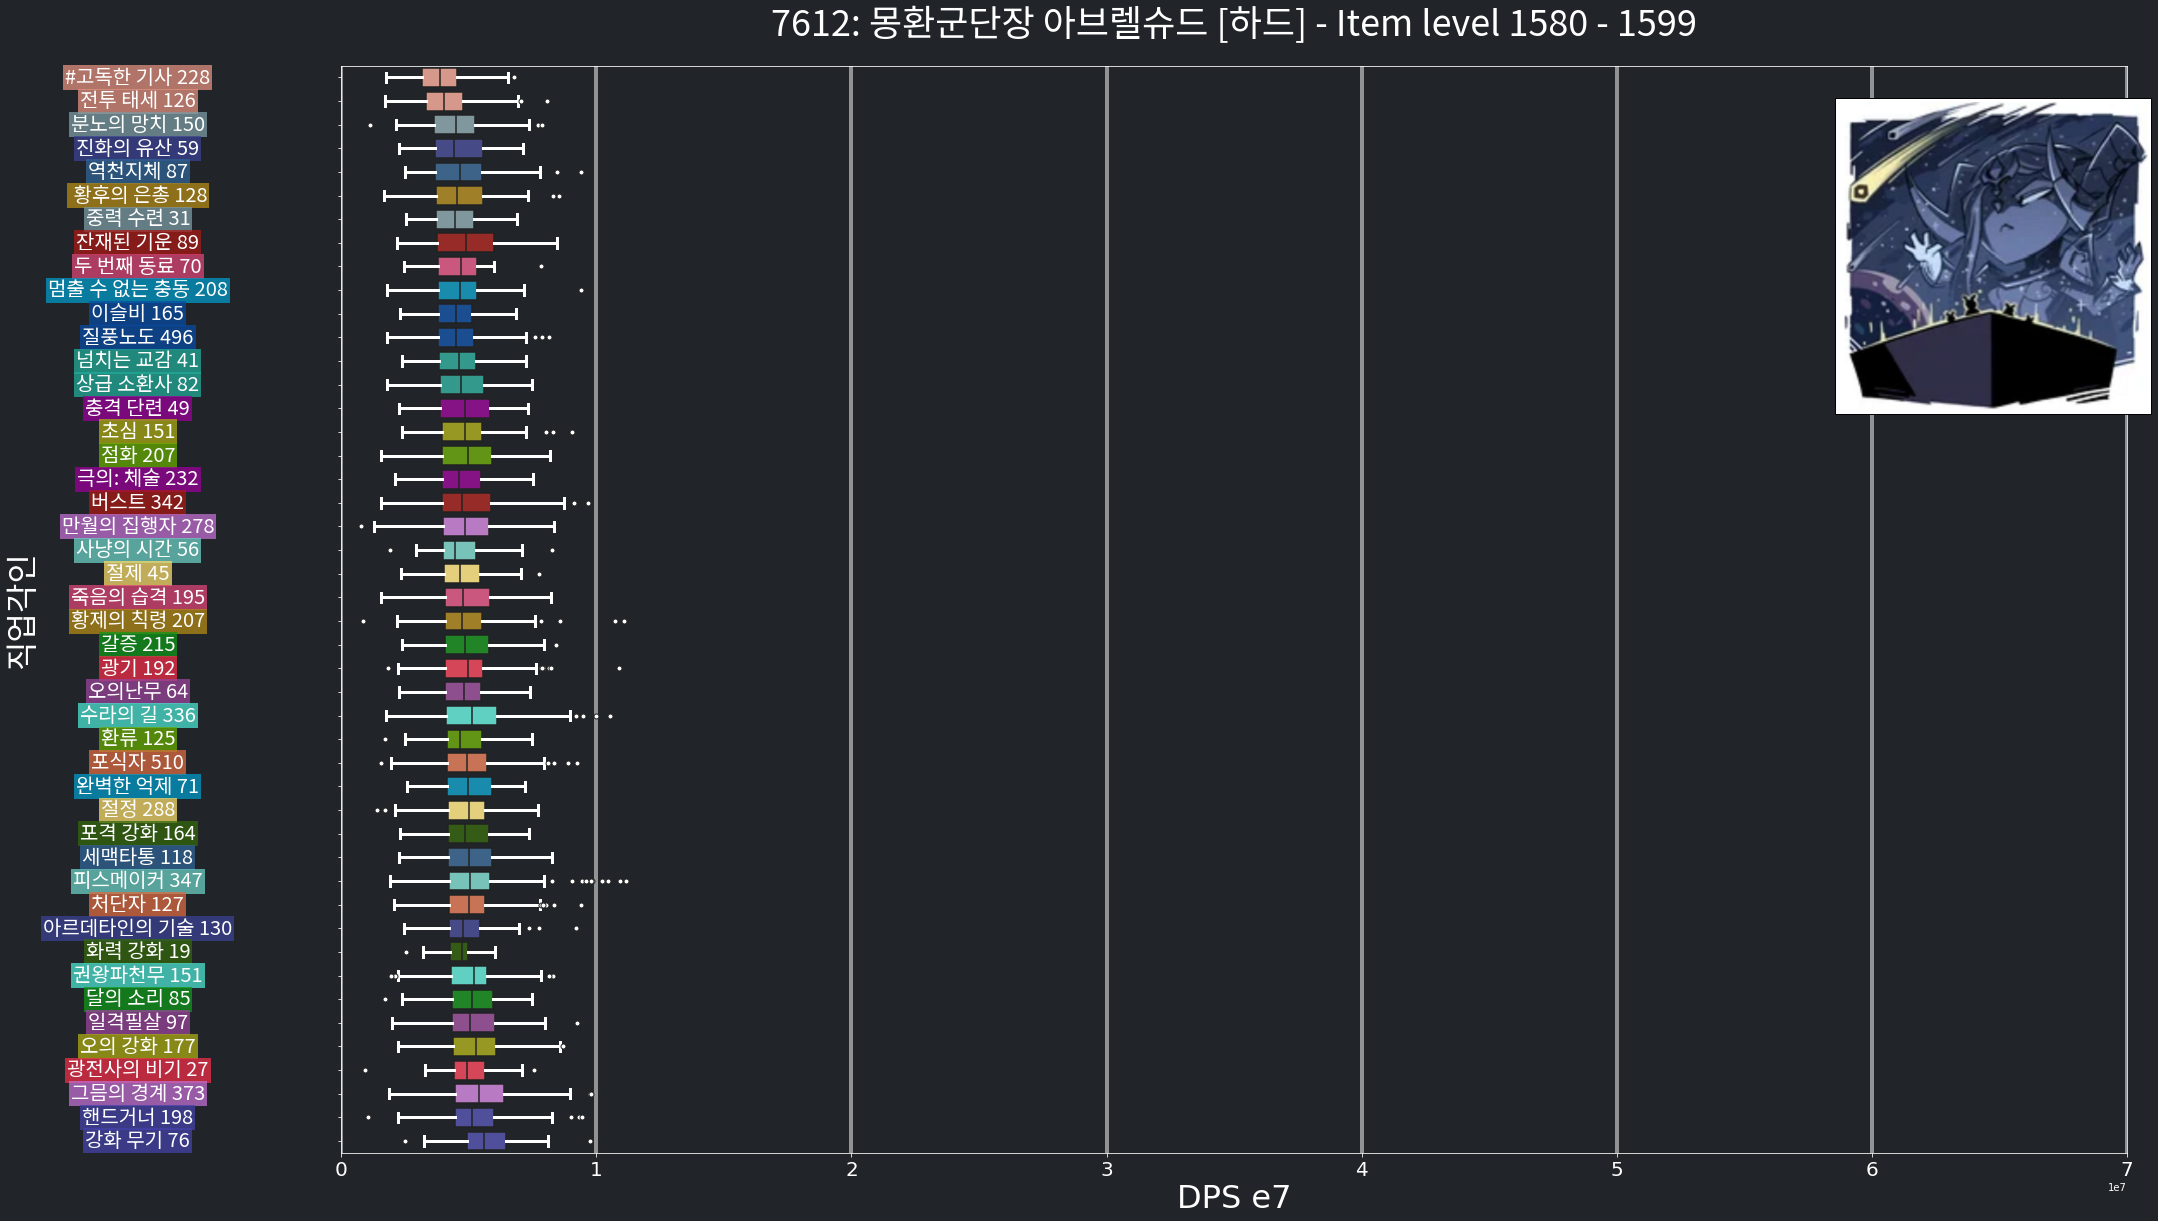 7612: 몽환군단장 아브렐슈드 [하드] - Item level 1580 - 1599
#고독한 기사 228
전투 태세 126
분노의 망치 150
진화의 유산 59
역천지체 87
황후의 은총 128
중력 수련 31
잔재된 기운 89
두 번째 동료 70
멈출 수 없는 충동 208
이슬비 165
질풍노도 496
넘치는 교감 41
상급 소환사 82
충격 단련 49
초심 151
점화 207
극의: 체술 232
버스트 342
만월의 집행자 278
사냥의 시간 56
절제 45
죽음의 습격 195
황제의 칙령 207
갈증 215
광기 192
오의난무 64
수라의 길 336
환류 125
포식자 510
완벽한 억제 71
절정 288
포격 강화 164
세맥타통 118
피스메이커 347
처단자 127
아르데타인의 기술 130
화력 강화 19
권왕파천무 151
달의 소리 85
일격필살 97
오의 강화 177
광전사의 비기 27
그믐의 경계 373
핸드거너 198
강화 무기 76
직업각인
0 1 2 3 4 5 6 7
1e7
DPS e7